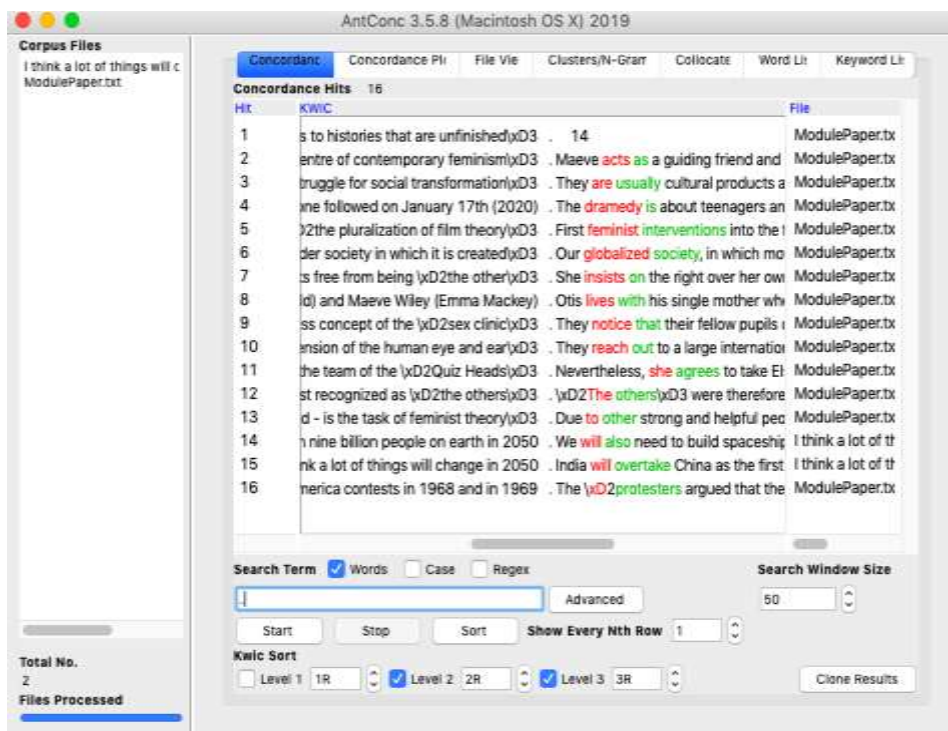 AntConc 3.5.8 (Macintosh OS X) 2019
Corpus Files
I think a lot of things will c
ModulePaper.txt
Concordanc Concordance Pl File Vie Clusters/N-Gram Collocate Word Li Keyword Li
Concordance Hits 16
Hit KWIC File
1 s to histories that are unfinished\xD3 . 14 ModulePaper.tx
2 entre of contemporary feminism\xD3 . Maeve acts as a guiding friend and ModulePaper.tx
3 truggle for social transformation\xD3 . They are usually cultural products a ModulePaper.tx
4 one followed on January 17th (2020) . The dramedy is about teenagers an ModulePaper.tx
5 D2the pluralization of film theory\xD3 . First feminist interventions into the ModulePaper.tx
6 der society in which it is created\xD3 . Our globalized society, in which mo ModulePaper.tx
7 s free from being \xD2the other\xD3 . She insists on the right over her own ModulePaper.tx
8 ld) and Maeve Wiley (Emma Mackey) . Otis lives with his single mother wh ModulePaper.tx
9 ss concept of the \xD2sex clinic\xD3 . They notice that their fellow pupils ModulePaper.tx
10 ension of the human eye and ear\xD3 . They reach out to a large internation ModulePaper.tx
11 the team of the \xD2Quiz Heads\xD3 . Nevertheless, she agrees to take El ModulePaper.tx
12 st recognized as \xD2the others\xD3 . \xD2The others\xD3 were therefore ModulePaper.tx
13 d - is the task of feminist theory\xD3 . Due to other strong and helpful peo ModulePaper.tx
14 n nine billion people on earth in 2050 . We will also need to build spaceship I think a lot of th
15 nk a lot of things will change in 2050 . India will overtake China as the first I think a lot of th
16 merica contests in 1968 and in 1969 . The \xD2protesters argued that the ModulePaper.tx
Search Term Words Case Regex Search Window Size
. Advanced 50
Start Stop Sort Show Every Nth Row 1
Total No.
2
Files Processed
Kwic Sort
Level 1 1R Level 2 2R Level 3 3R Clone Results